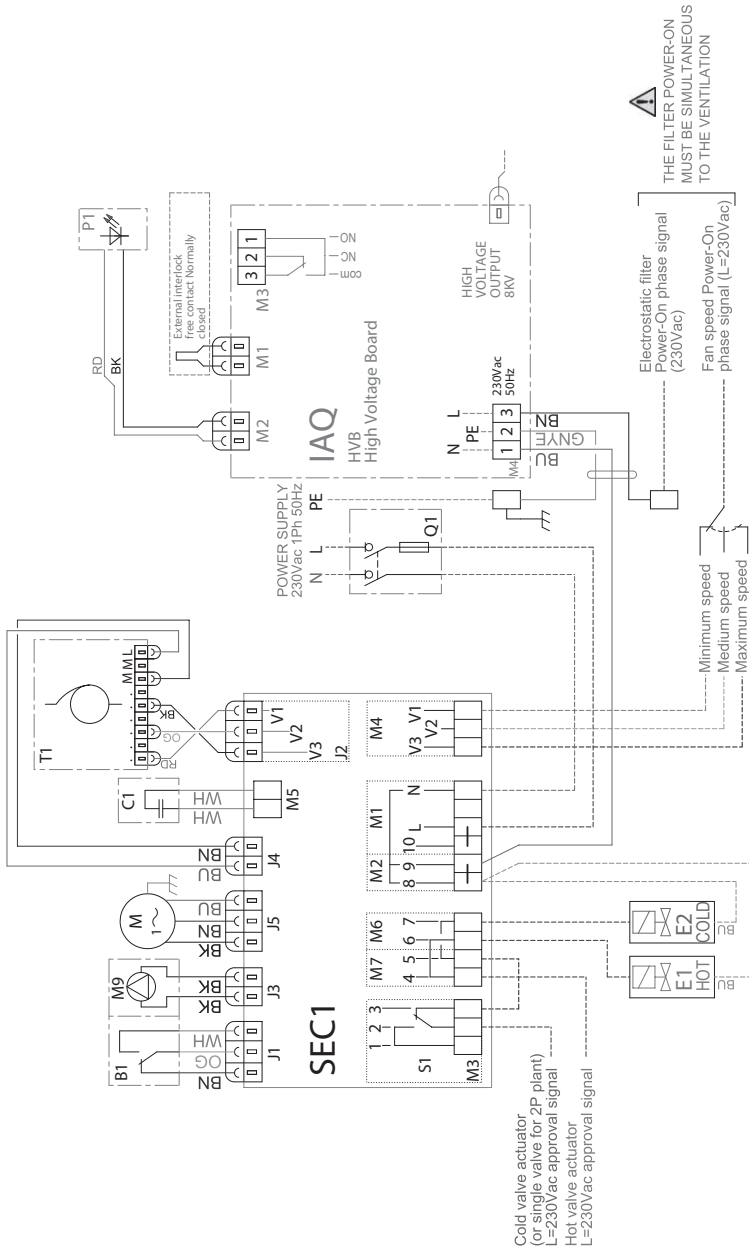 T1
M M L
RD
OG
BK
C1
WH
WH
M
1~
M9
B1
BN
OG
WH
BK
BK
BK
BN
BU
BU
BN
J1
J3
J5
J4
M5
V3
V2
V1
J2
SEC1
S1
1
2
3
M3
M7
M6
4
5
6
7
M2
M1
8
9
10
L
N
M4
V3
V2
V1
Cold valve actuator
(or single valve for 2P plant)
L=230Vac approval signal
Hot valve actuator
L=230Vac approval signal
E1
HOT
BU
E2
COLD
BU
POWER SUPPLY
230Vac 1Ph 50Hz
N
L
PE
Q1
P1
RD
BK
External interlock
free contact Normally
closed
M2
M1
M3
3
2
1
com
NC
NO
IAQ
HVB
High Voltage Board
HIGH
VOLTAGE
OUTPUT
8KV
N
PE
L
230Vac
50Hz
M4
1
2
3
BU
GNYE
BN
Electrostatic filter
Power-On phase signal
(230Vac)
Fan speed Power-On
phase signal (L=230Vac)
Minimum speed
Medium speed
Maximum speed
THE FILTER POWER-ON
MUST BE SIMULTANEOUS
TO THE VENTILATION